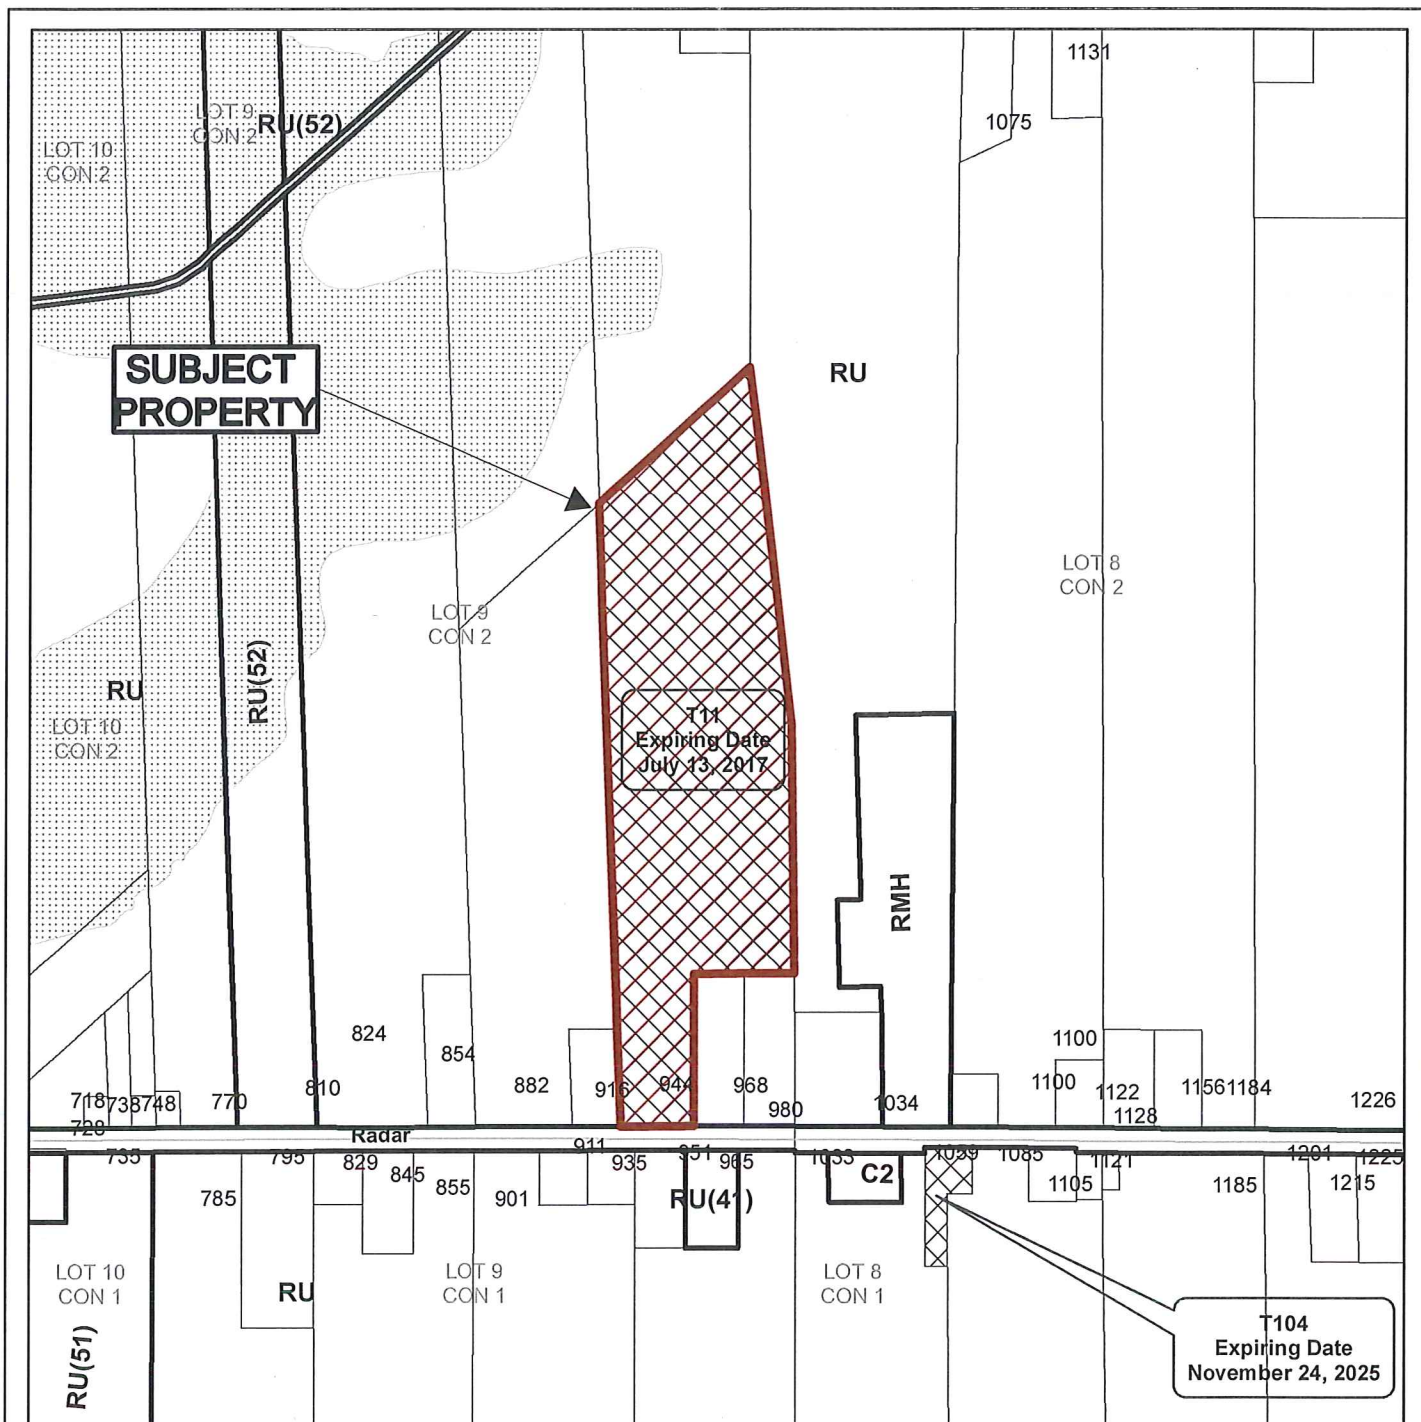 1131
1075
LOT 9
CON 2
RU(52)
LOT 10
CON 2
SUBJECT
PROPERTY
RU
LOT 8
CON 2
LOT 9
CON 2
RU(52)
RU
LOT 10
CON 2
T11
Expiring Date
July 13, 2017
RMH
824
854
882
916
944
968
980
1034
1100
1100
1122
1128
1156
1184
1226
718
738
748
770
810
728
Radar
735
795
829
845
855
785
901
911
935
951
965
RU(41)
1033
C2
1059
1085
1105
1121
1185
1201
1215
1225
LOT 10
CON 1
RU
LOT 9
CON 1
LOT 8
CON 1
RU(51)
T104
Expiring Date
November 24, 2025